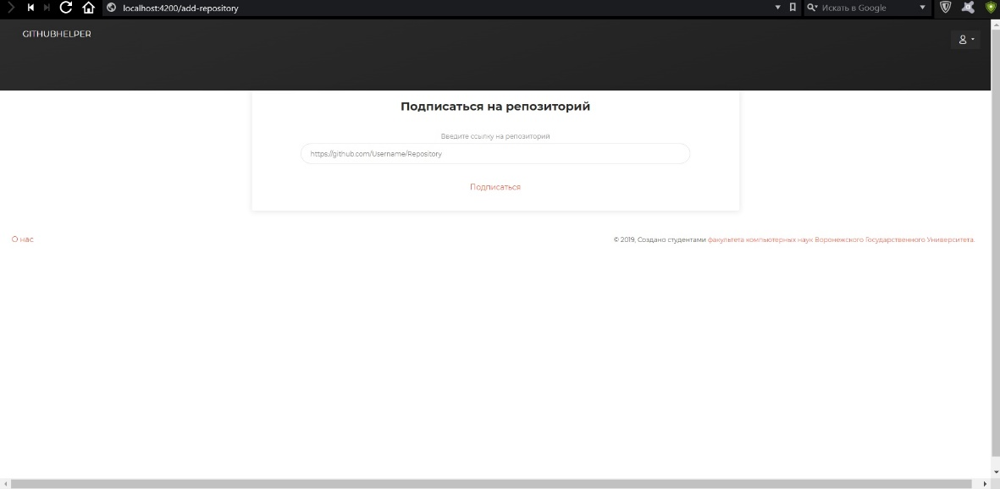 localhost:4200/add-repository
Искать в Google
GITHUBHELPER
Подписаться на репозиторий
Введите ссылку на репозиторий
https://github.com/Username/Repository
Подписаться
О нас
© 2019, Создано студентами факультета компьютерных наук Воронежского Государственного Университета.